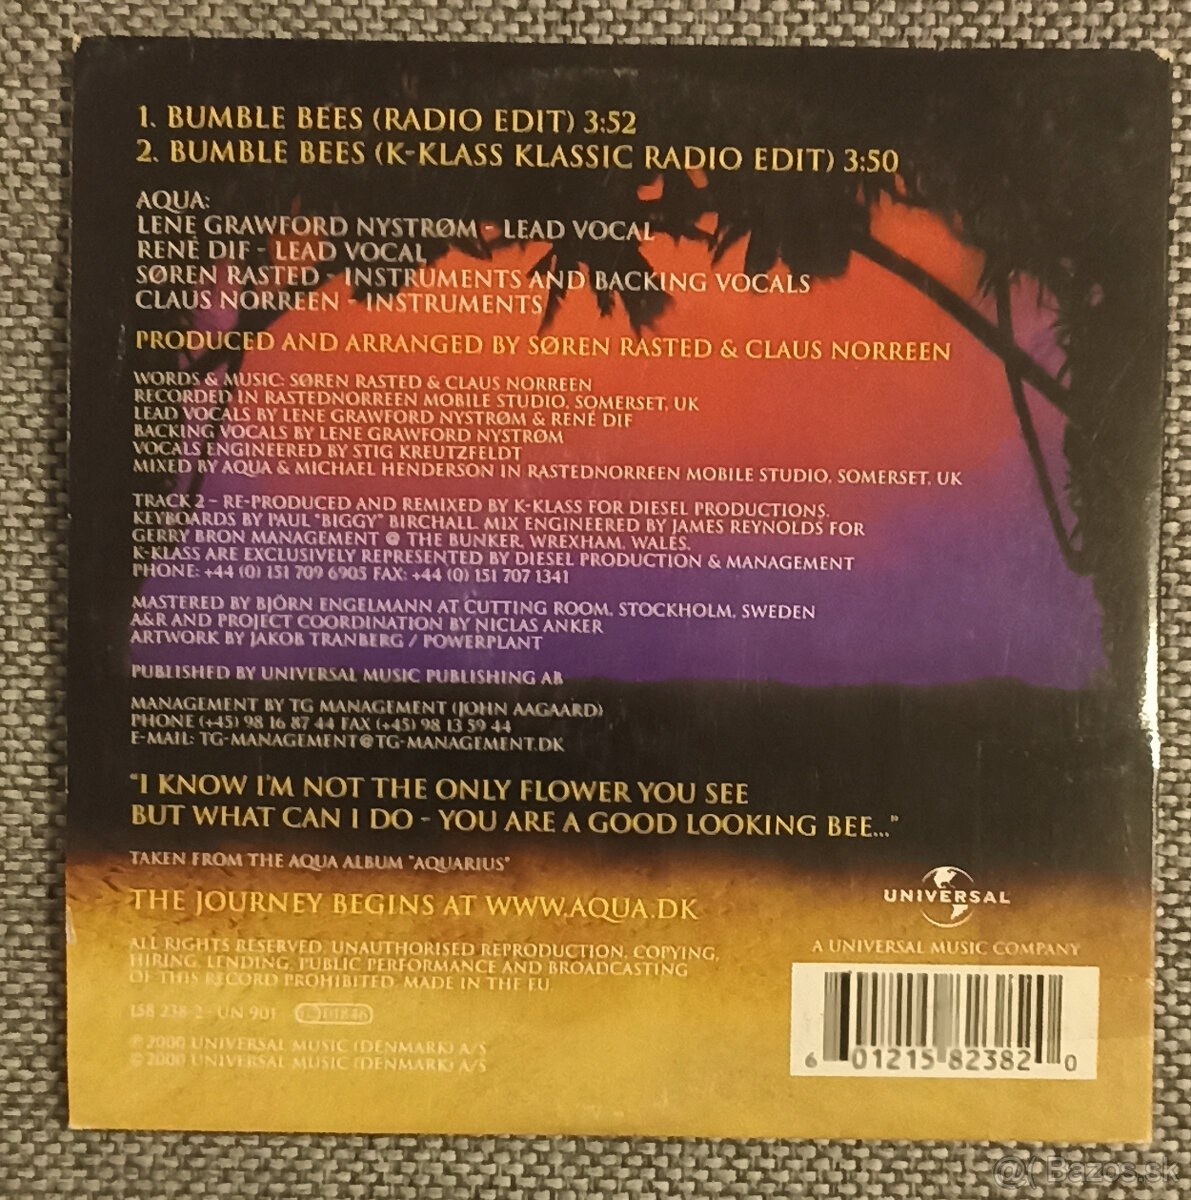 1. BUMBLE BEES (RADIO EDIT) 3:52
2. BUMBLE BEES (K-KLASS KLASSIC RADIO EDIT) 3:50
AQUA:
LENE GRAWFORD NYSTRØM - LEAD VOCAL
RENÉ DIF - LEAD VOCAL
SØREN RASTED - INSTRUMENTS AND BACKING VOCALS
CLAUS NORREEN - INSTRUMENTS
PRODUCED AND ARRANGED BY SØREN RASTED & CLAUS NORREEN
WORDS & MUSIC: SØREN RASTED & CLAUS NORREEN
RECORDED IN RASTEDNORREEN MOBILE STUDIO, SOMERSET, UK
LEAD VOCALS BY LENE GRAWFORD NYSTRØM & RENÉ DIF
BACKING VOCALS BY LENE GRAWFORD NYSTRØM
VOCALS ENGINEERED BY STIG KREUTZFELDT
MIXED BY AQUA & MICHAEL HENDERSON IN RASTEDNORREEN MOBILE STUDIO, SOMERSET, UK
TRACK 2 - RE-PRODUCED AND REMIXED BY K-KLASS FOR DIESEL PRODUCTIONS.
KEYBOARDS BY PAUL "BIGGY" BIRCHALL. MIX ENGINEERED BY JAMES REYNOLDS FOR
GERRY BRON MANAGEMENT @ THE BUNKER, WREXHAM, WALES.
K-KLASS ARE EXCLUSIVELY REPRESENTED BY DIESEL PRODUCTION & MANAGEMENT
PHONE: +44 (0) 151 709 6905 FAX: +44 (0) 151 707 1341
MASTERED BY BJÖRN ENGELMANN AT CUTTING ROOM, STOCKHOLM, SWEDEN
A&R AND PROJECT COORDINATION BY NICLAS ANKER
ARTWORK BY JAKOB TRANBERG / POWERPLANT
PUBLISHED BY UNIVERSAL MUSIC PUBLISHING AB
MANAGEMENT BY TG MANAGEMENT (JOHN AAGAARD)
PHONE (+45) 98 16 87 44 FAX (+45) 98 13 59 44
E-MAIL: TG-MANAGEMENT@TG-MANAGEMENT.DK
"I KNOW I'M NOT THE ONLY FLOWER YOU SEE
BUT WHAT CAN I DO - YOU ARE A GOOD LOOKING BEE..."
TAKEN FROM THE AQUA ALBUM "AQUARIUS"
THE JOURNEY BEGINS AT WWW.AQUA.DK
ALL RIGHTS RESERVED. UNAUTHORISED REPRODUCTION, COPYING,
HIRING, LENDING, PUBLIC PERFORMANCE AND BROADCASTING
OF THIS RECORD PROHIBITED. MADE IN THE EU.
158 238-2 · UN 901
℗ 2000 UNIVERSAL MUSIC (DENMARK) A/S
© 2000 UNIVERSAL MUSIC (DENMARK) A/S
UNIVERSAL
A UNIVERSAL MUSIC COMPANY
6 01215 82382 0
Bazos.sk